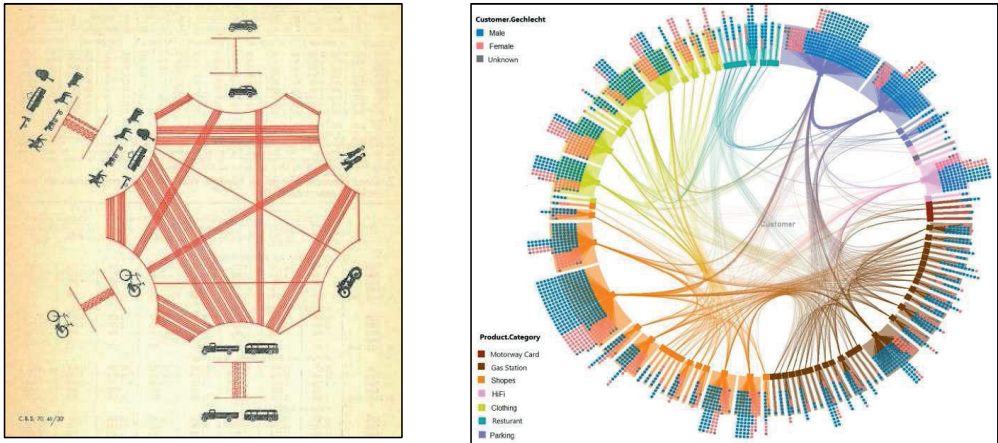 C.B.S. 70. 40/30
Customer.Gechlecht
Male
Female
Unknown
Customer
Product.Category
Motorway Card
Gas Station
Shopes
HiFi
Clothing
Resturant
Parking